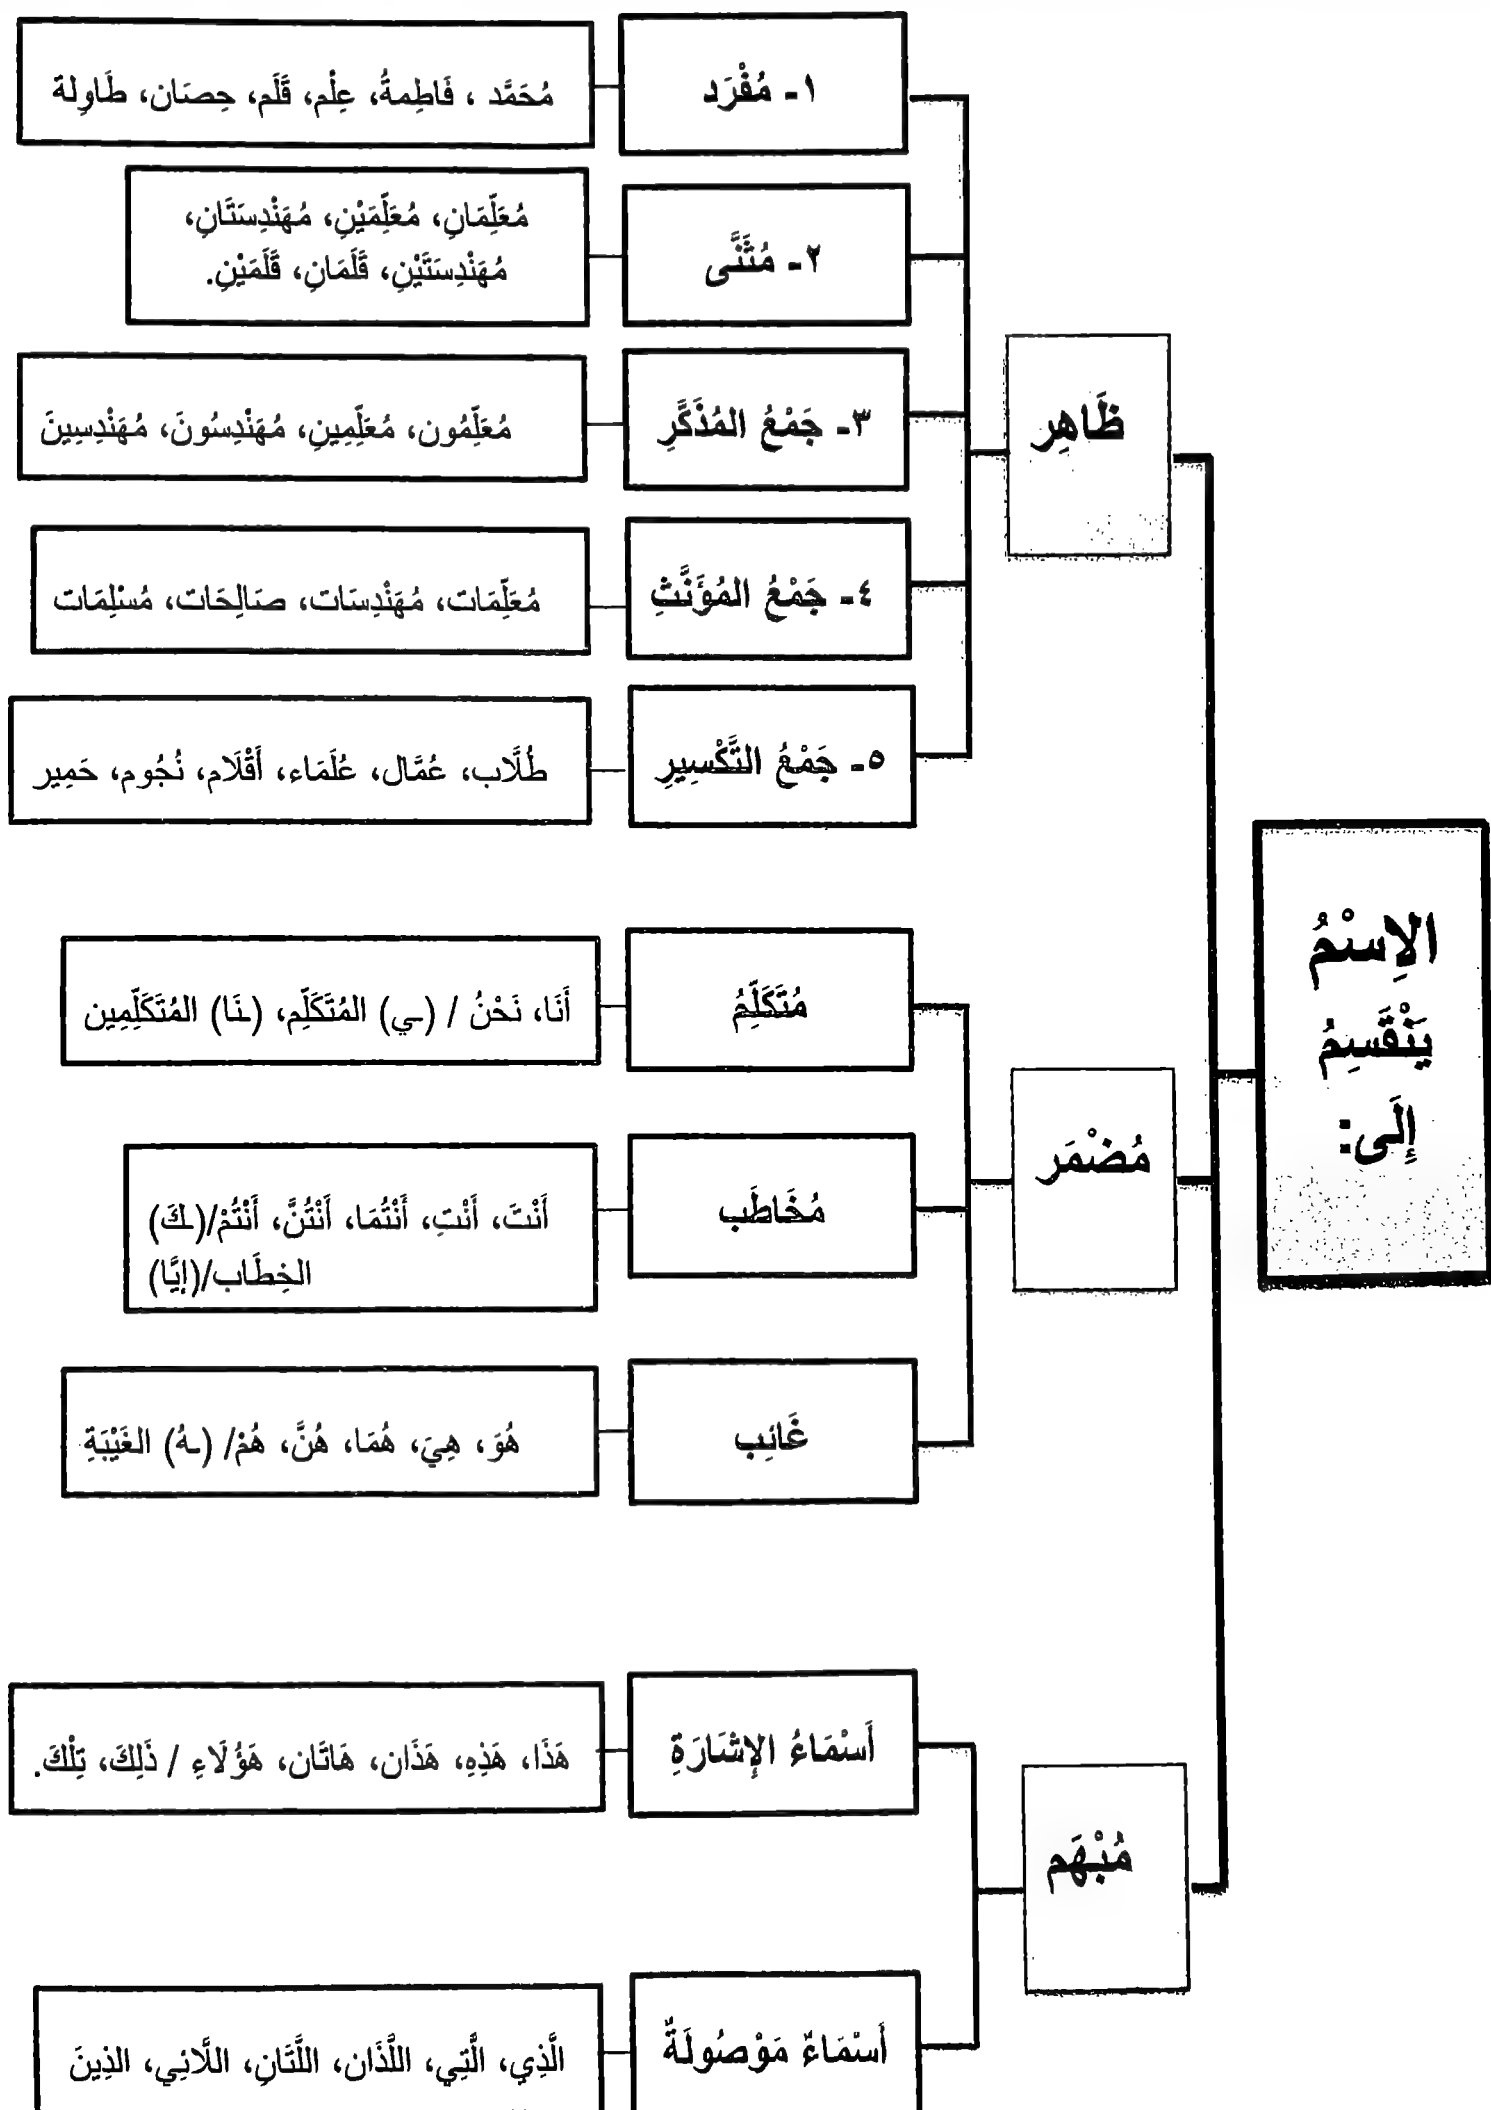 الاِسْمُ
يَنْقَسِمُ
إِلَى:
ظَاهِر
١- مُفْرَد
مُحَمَّد ، فَاطِمةُ، عِلْم، قَلَم، حِصَان، طَاوِلة
٢- مُثَنَّى
مُعَلِّمَانِ، مُعَلِّمَيْنِ، مُهَنْدِسَتَانِ،
مُهَنْدِسَتَيْنِ، قَلَمَانِ، قَلَمَيْنِ.
٣- جَمْعُ المُذَكَّرِ
مُعَلِّمُون، مُعَلِّمِينِ، مُهَنْدِسُونَ، مُهَنْدِسِينَ
٤- جَمْعُ المُؤَنَّثِ
مُعَلِّمَات، مُهَنْدِسَات، صَالِحَات، مُسْلِمَات
٥- جَمْعُ التَّكْسِيرِ
طُلَّاب، عُمَّال، عُلَمَاء، أَقْلَام، نُجُوم، حَمِير
مُضْمَر
مُتَكَلِّمُ
أَنَا، نَحْنُ / (ـي) المُتَكَلِّم، (ـنَا) المُتَكَلِّمِين
مُخَاطَب
أَنْتَ، أَنْتِ، أَنْتُمَا، أَنْتُنَّ، أَنْتُمْ/(ـكَ)
الخِطَاب/(إِيَّا)
غَائِب
هُوَ، هِيَ، هُمَا، هُنَّ، هُمْ/ (ـهُ) الغَيْبَةِ
مُبْهَم
أَسْمَاءُ الإِشَارَةِ
هَذَا، هَذِهِ، هَذَان، هَاتَان، هَؤُلَاءِ / ذَلِكَ، تِلْكَ.
أَسْمَاءٌ مَوْصُولَةٌ
الَّذِي، الَّتِي، اللَّذَان، اللَّتَانِ، اللَّائِي، الذِينَ